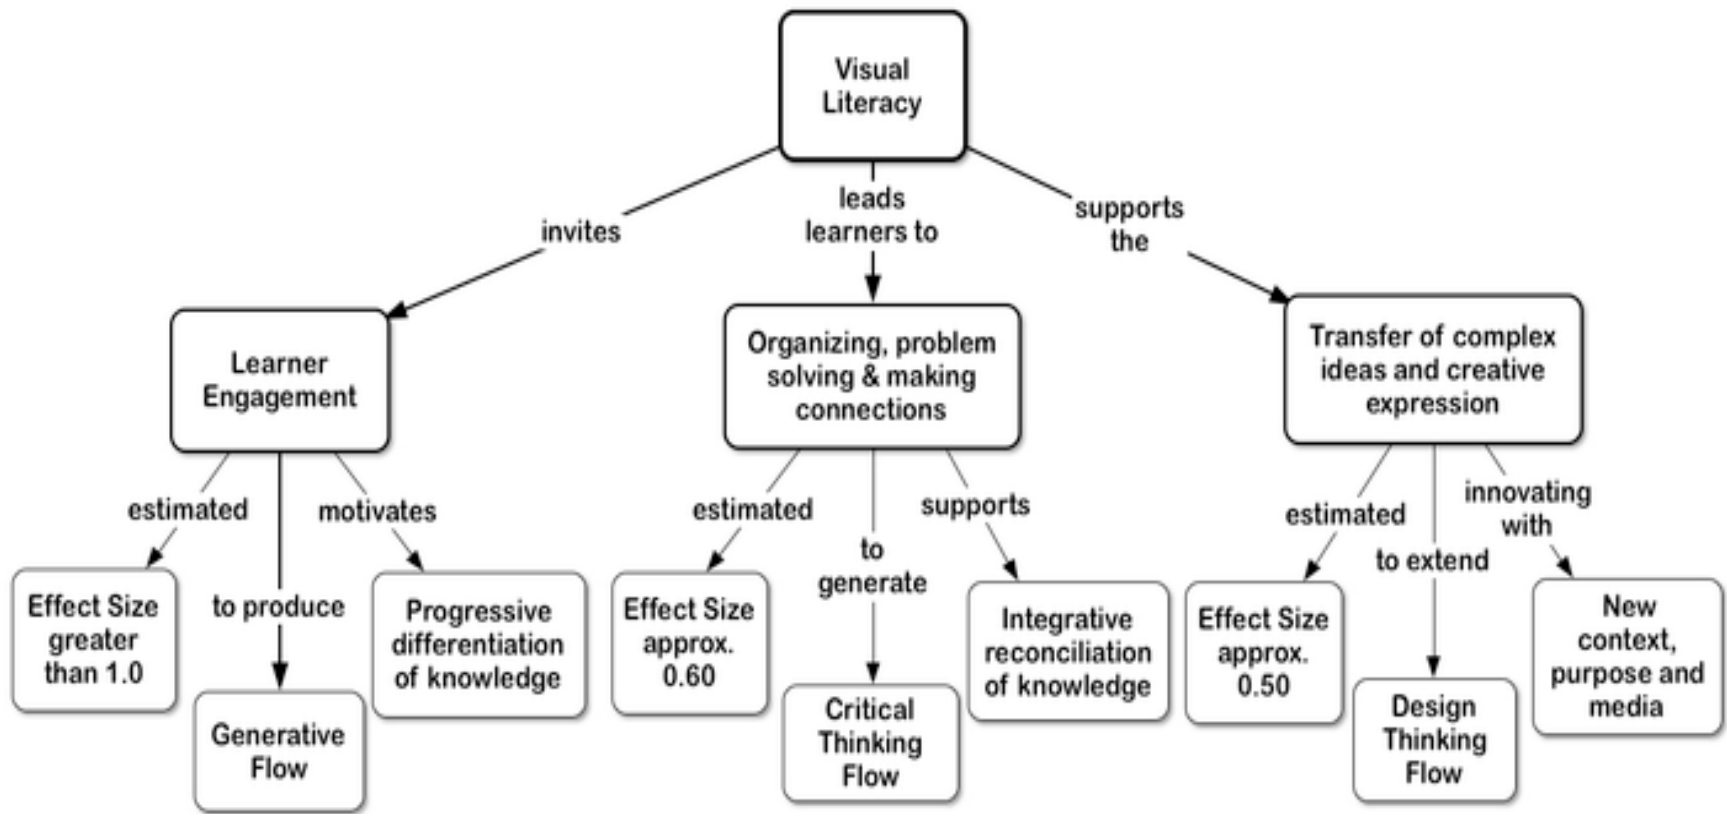 Visual
Literacy
invites
leads
learners to
supports
the
Learner
Engagement
Organizing, problem
solving & making
connections
Transfer of complex
ideas and creative
expression
estimated
to produce
motivates
estimated
to
generate
supports
estimated
to extend
innovating
with
Effect Size
greater
than 1.0
Generative
Flow
Progressive
differentiation
of knowledge
Effect Size
approx.
0.60
Critical
Thinking
Flow
Integrative
reconciliation
of knowledge
Effect Size
approx.
0.50
Design
Thinking
Flow
New
context,
purpose and
media